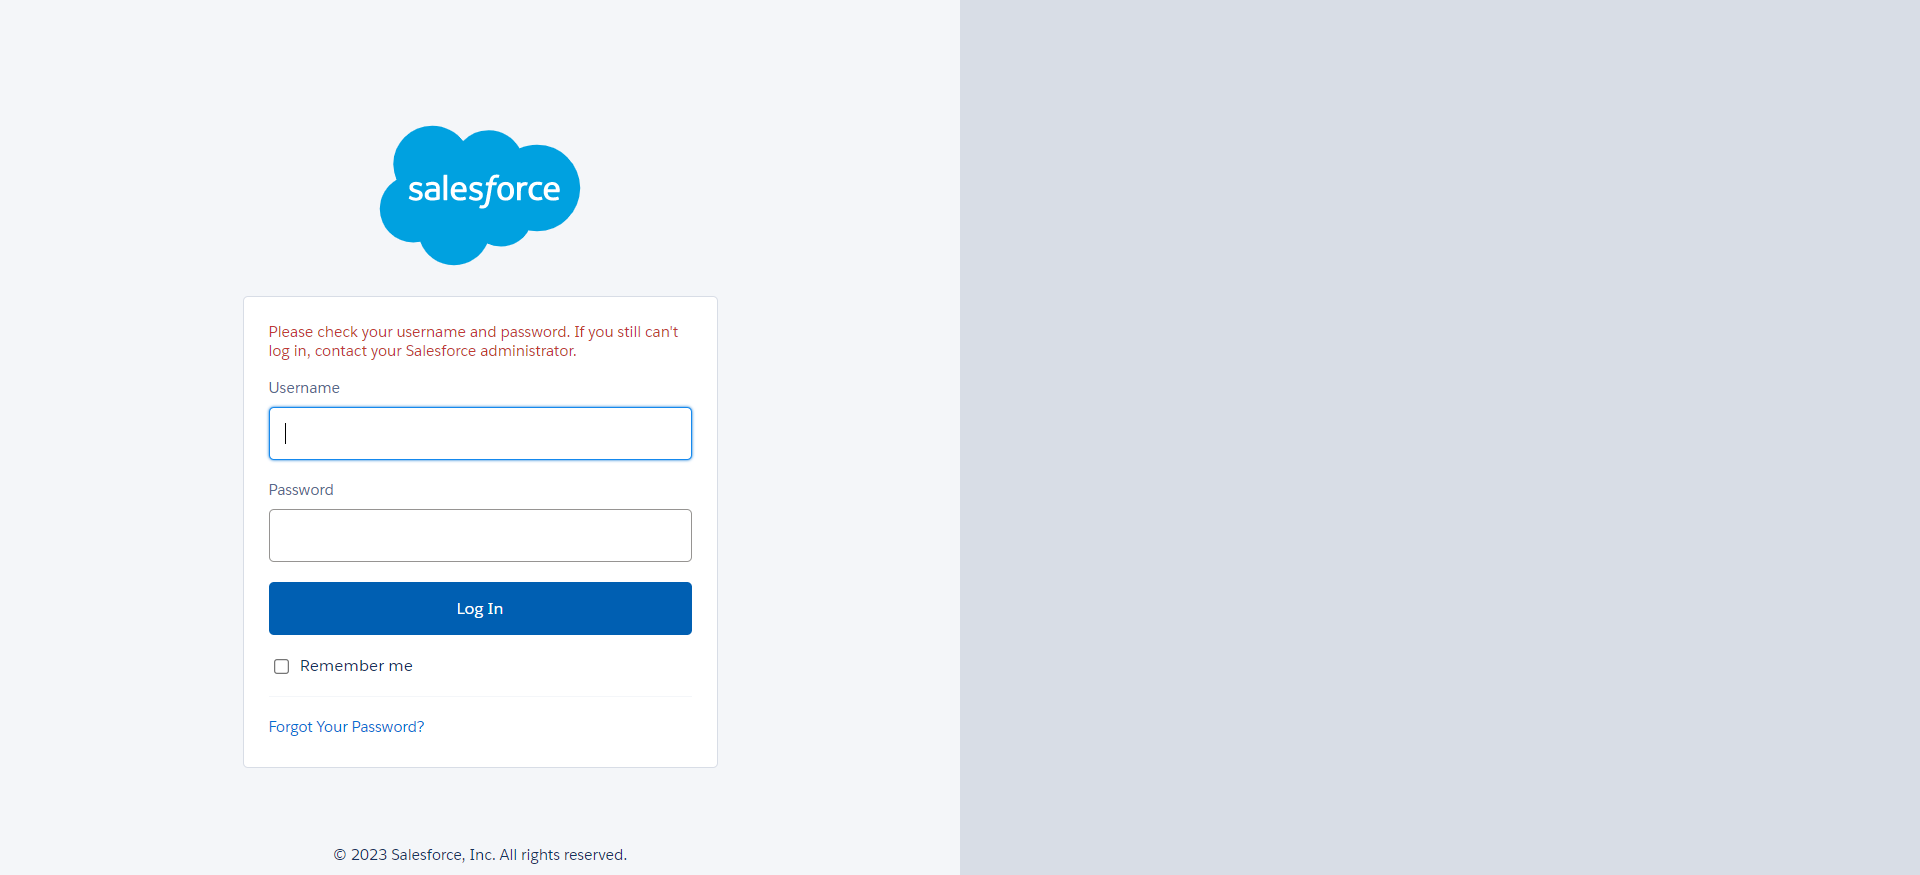 salesforce
Please check your username and password. If you still can't
log in, contact your Salesforce administrator.
Username
Password
Log In
Remember me
Forgot Your Password?
© 2023 Salesforce, Inc. All rights reserved.